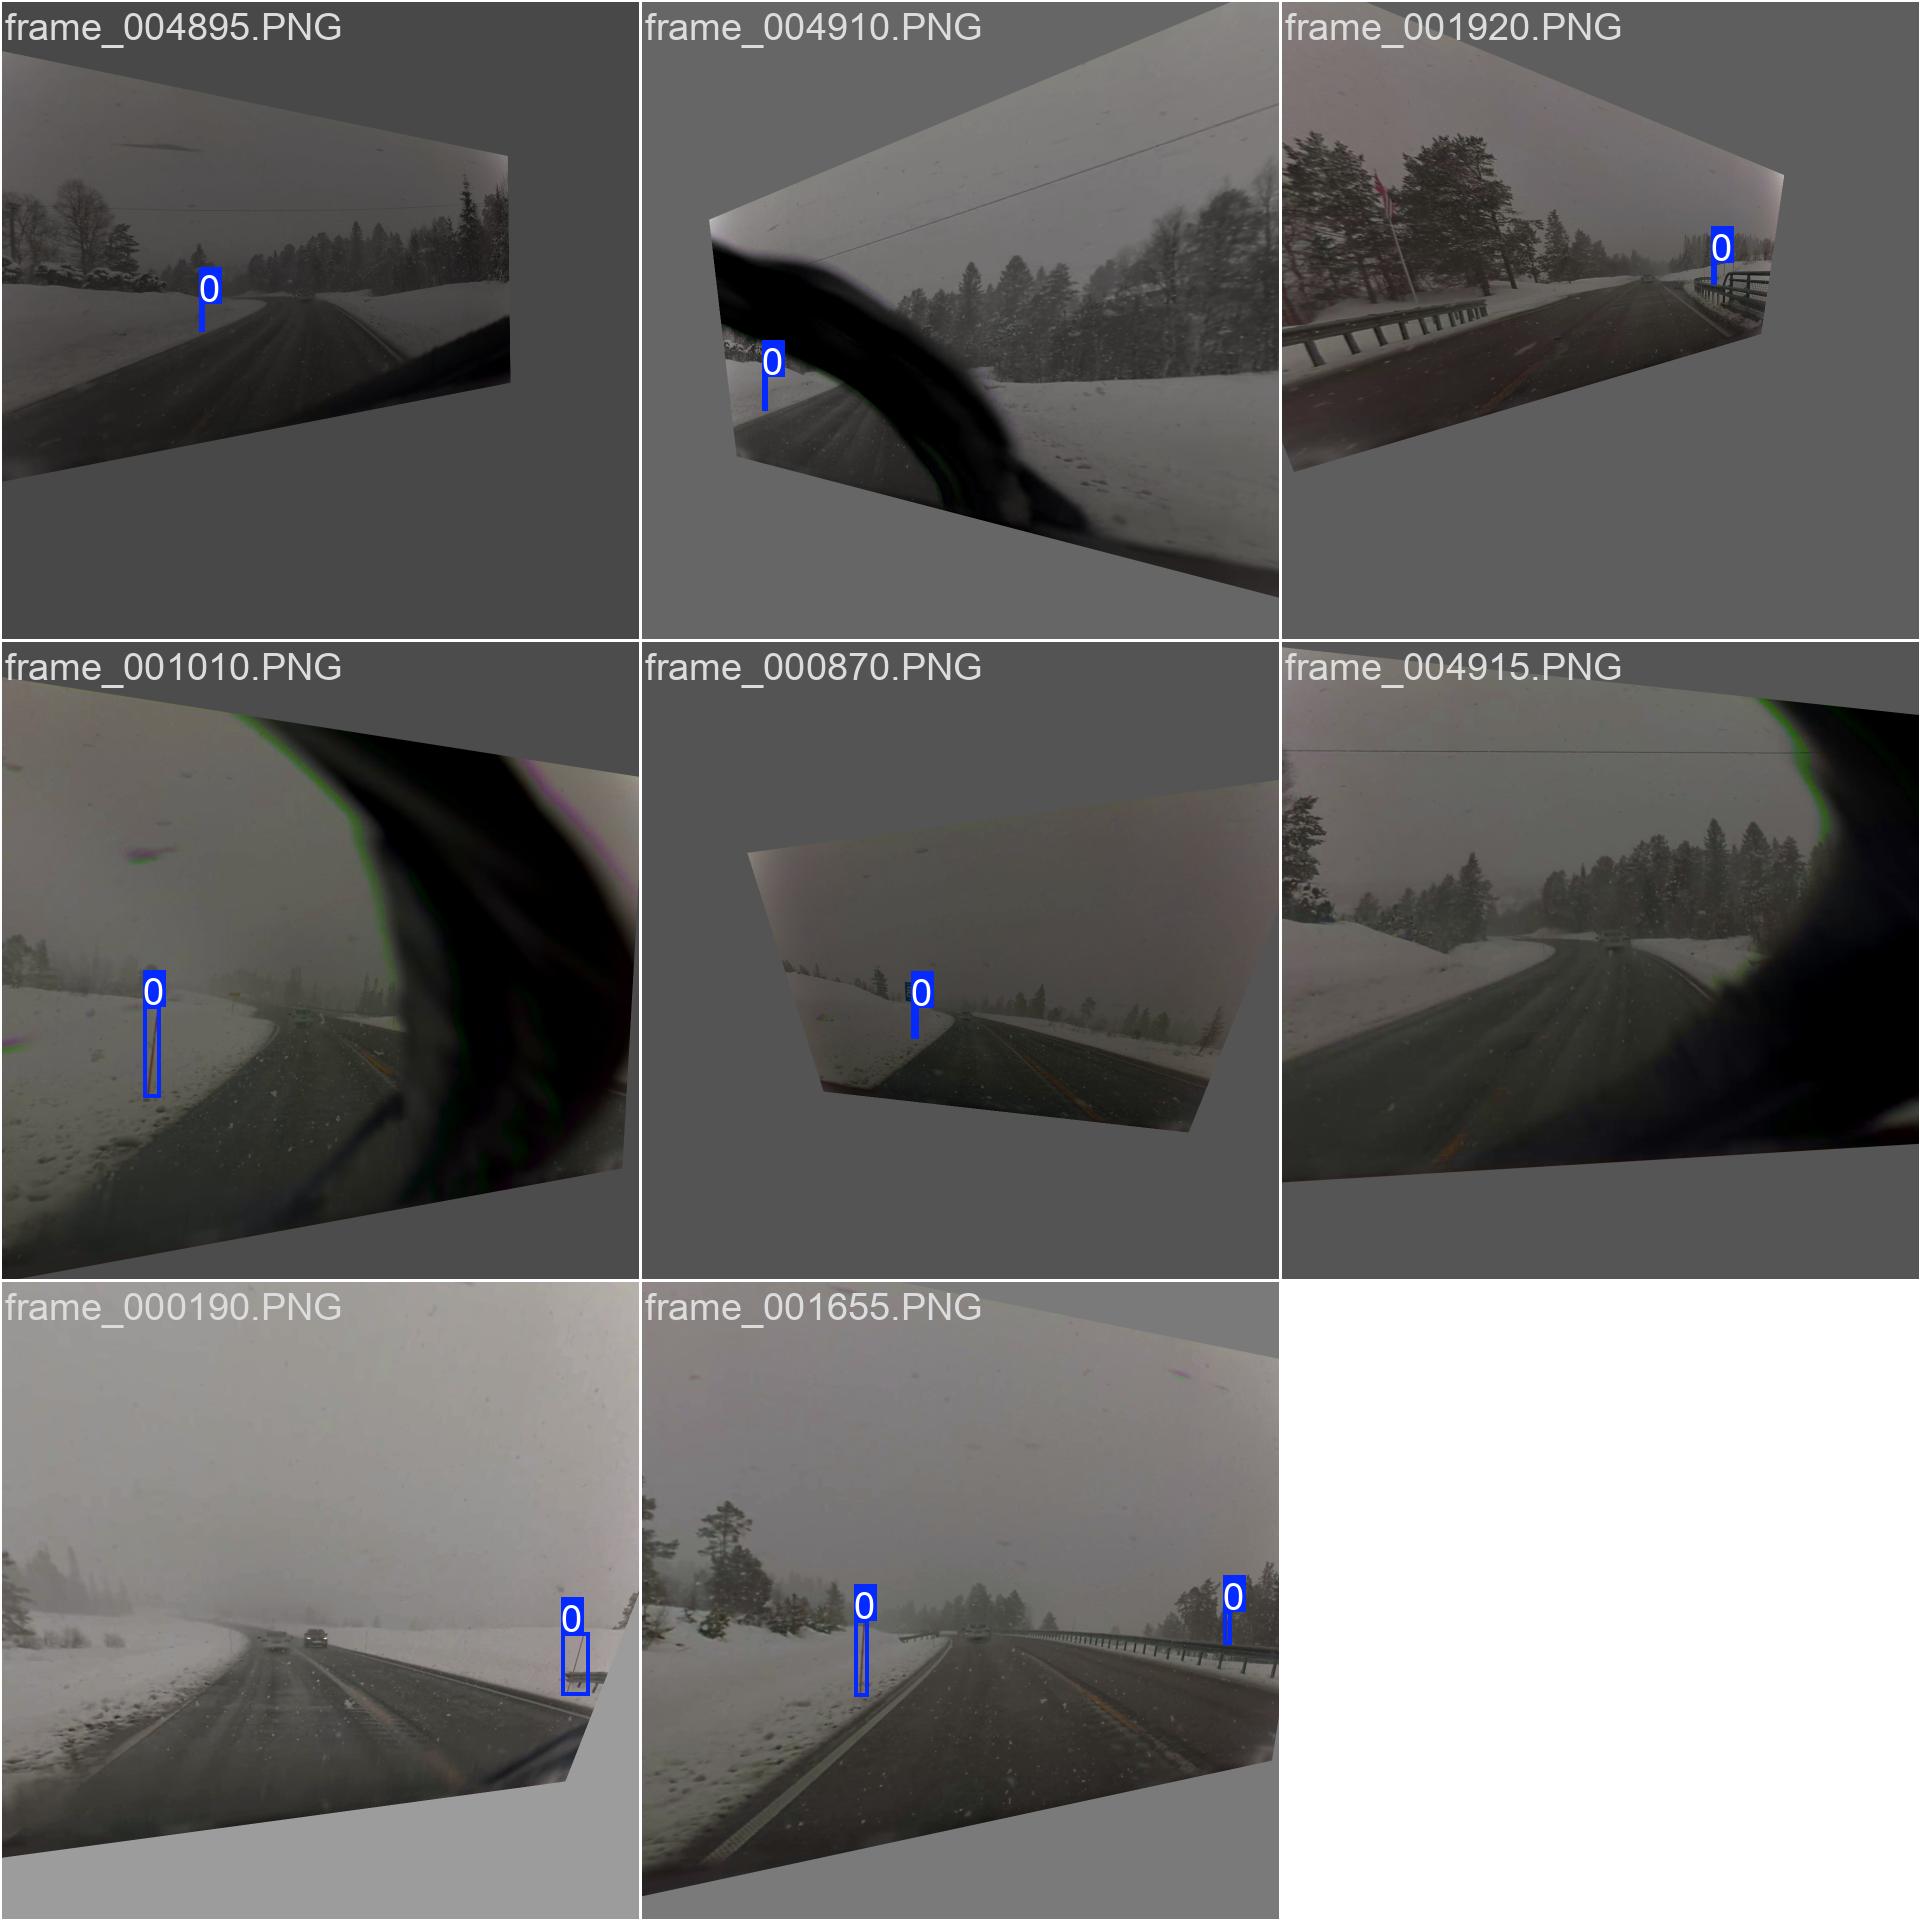 frame_004895.PNG
frame_004910.PNG
frame_001920.PNG
0
0
0
frame_001010.PNG
frame_000870.PNG
frame_004915.PNG
0
0
frame_000190.PNG
frame_001655.PNG
0
0
0